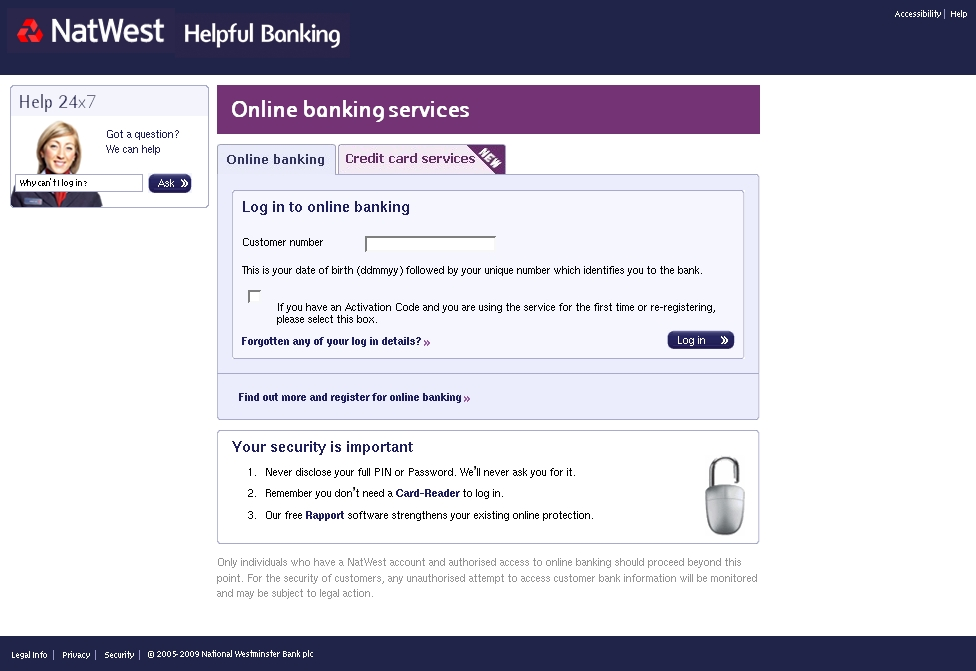 NatWest Helpful Banking
Accessibility | Help
Help 24x7
Got a question?
We can help
Why can't I log in?
Ask »
Online banking services
Online banking
Credit card services
NEW
Log in to online banking
Customer number
This is your date of birth (ddmmyy) followed by your unique number which identifies you to the bank.
If you have an Activation Code and you are using the service for the first time or re-registering,
please select this box.
Forgotten any of your log in details? »
Log in »
Find out more and register for online banking »
Your security is important
1. Never disclose your full PIN or Password. We'll never ask you for it.
2. Remember you don't need a Card-Reader to log in.
3. Our free Rapport software strengthens your existing online protection.
Only individuals who have a NatWest account and authorised access to online banking should proceed beyond this
point. For the security of customers, any unauthorised attempt to access customer bank information will be monitored
and may be subject to legal action.
Legal Info | Privacy | Security | © 2005-2009 National Westminster Bank plc